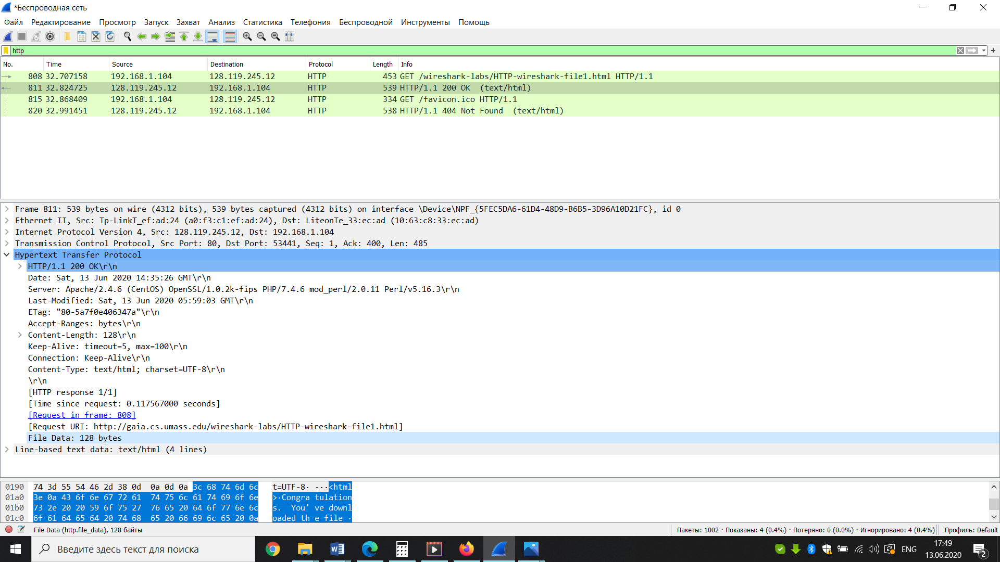 *Беспроводная сеть
Файл Редактирование Просмотр Запуск Захват Анализ Статистика Телефония Беспроводной Инструменты Помощь
http
No. Time Source Destination Protocol Length Info
808 32.707158 192.168.1.104 128.119.245.12 HTTP 453 GET /wireshark-labs/HTTP-wireshark-file1.html HTTP/1.1
811 32.824725 128.119.245.12 192.168.1.104 HTTP 539 HTTP/1.1 200 OK (text/html)
815 32.868409 192.168.1.104 128.119.245.12 HTTP 334 GET /favicon.ico HTTP/1.1
820 32.991451 128.119.245.12 192.168.1.104 HTTP 538 HTTP/1.1 404 Not Found (text/html)
Frame 811: 539 bytes on wire (4312 bits), 539 bytes captured (4312 bits) on interface \Device\NPF_{5FEC5DA6-61D4-48D9-B6B5-3D96A10D21FC}, id 0
Ethernet II, Src: Tp-LinkT_ef:ad:24 (a0:f3:c1:ef:ad:24), Dst: LiteonTe_33:ec:ad (10:63:c8:33:ec:ad)
Internet Protocol Version 4, Src: 128.119.245.12, Dst: 192.168.1.104
Transmission Control Protocol, Src Port: 80, Dst Port: 53441, Seq: 1, Ack: 400, Len: 485
Hypertext Transfer Protocol
HTTP/1.1 200 OK\r\n
Date: Sat, 13 Jun 2020 14:35:26 GMT\r\n
Server: Apache/2.4.6 (CentOS) OpenSSL/1.0.2k-fips PHP/7.4.6 mod_perl/2.0.11 Perl/v5.16.3\r\n
Last-Modified: Sat, 13 Jun 2020 05:59:03 GMT\r\n
ETag: "80-5a7f0e406347a"\r\n
Accept-Ranges: bytes\r\n
Content-Length: 128\r\n
Keep-Alive: timeout=5, max=100\r\n
Connection: Keep-Alive\r\n
Content-Type: text/html; charset=UTF-8\r\n
\r\n
[HTTP response 1/1]
[Time since request: 0.117567000 seconds]
[Request in frame: 808]
[Request URI: http://gaia.cs.umass.edu/wireshark-labs/HTTP-wireshark-file1.html]
File Data: 128 bytes
Line-based text data: text/html (4 lines)
0190 74 3d 55 54 46 2d 38 0d 0a 0d 0a 3c 68 74 6d 6c t=UTF-8· ···<html
01a0 3e 0a 43 6f 6e 67 72 61 74 75 6c 61 74 69 6f 6e >·Congra tulation
01b0 73 2e 20 20 59 6f 75 27 76 65 20 64 6f 77 6e 6c s. You' ve downl
01c0 6f 61 64 65 64 20 74 68 65 20 66 69 6c 65 20 0a oaded th e file ·
File Data (http.file_data), 128 байты
Пакеты: 1002 · Показаны: 4 (0.4%) · Потеряно: 0 (0.0%) · Игнорировано: 4 (0.4%)
Профиль: Default
Введите здесь текст для поиска
ENG
17:49
13.06.2020
2